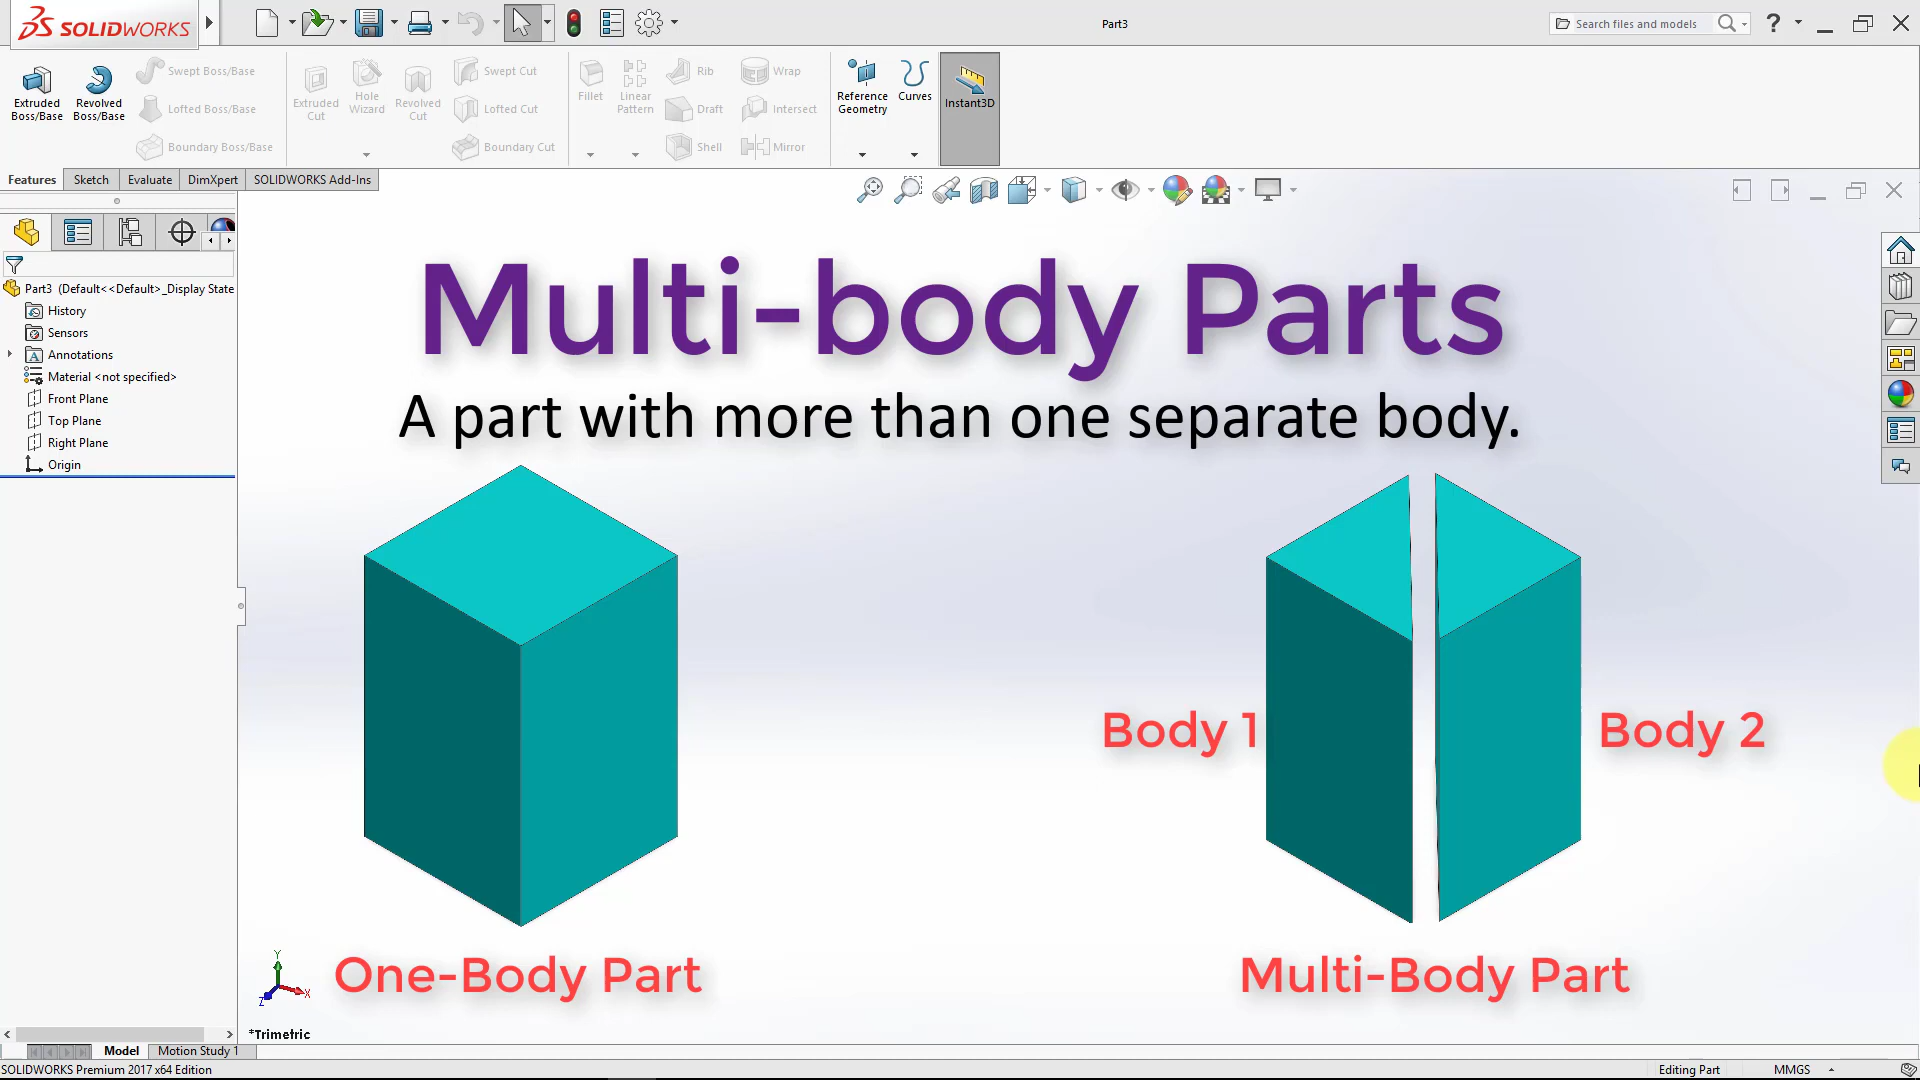 SOLIDWORKS
Part3
Search files and models
Extruded Boss/Base
Revolved Boss/Base
Swept Boss/Base
Lofted Boss/Base
Boundary Boss/Base
Extruded Cut
Hole Wizard
Revolved Cut
Swept Cut
Lofted Cut
Boundary Cut
Fillet
Linear Pattern
Rib
Draft
Shell
Wrap
Intersect
Mirror
Reference Geometry
Curves
Instant3D
Features
Sketch
Evaluate
DimXpert
SOLIDWORKS Add-Ins
Part3 (Default<<Default>_Display State
History
Sensors
Annotations
Material <not specified>
Front Plane
Top Plane
Right Plane
Origin
Multi-body Parts
A part with more than one separate body.
Body 1
Body 2
One-Body Part
Multi-Body Part
Y
X
Z
*Trimetric
Model
Motion Study 1
SOLIDWORKS Premium 2017 x64 Edition
Editing Part
MMGS